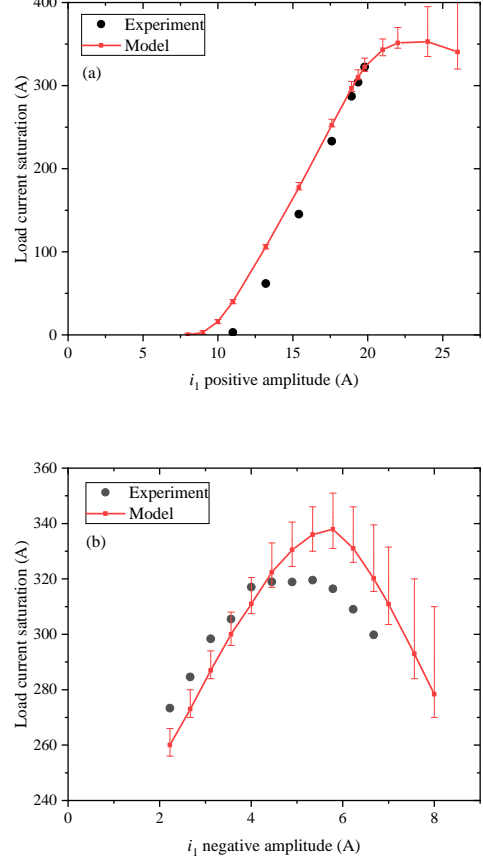 400
Experiment
Model
(a)
300
200
100
0
Load current saturation (A)
0 5 10 15 20 25
i1 positive amplitude (A)
360
Experiment
Model
340
(b)
320
300
280
260
240
Load current saturation (A)
0 2 4 6 8
i1 negative amplitude (A)